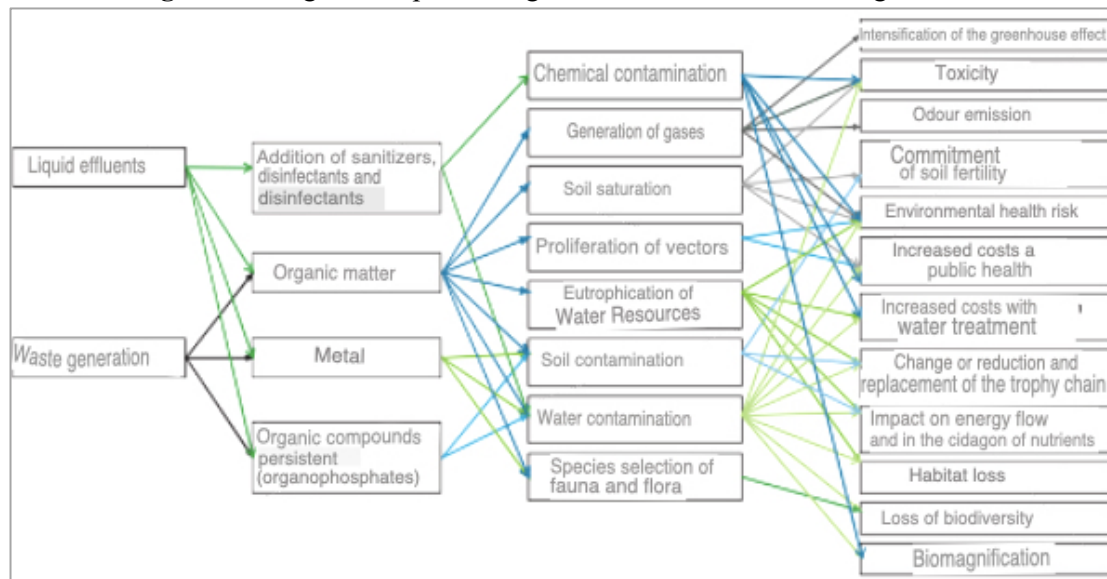 Liquid effluents
Waste generation
Addition of sanitizers,
disinfectants and
disinfectants
Organic matter
Metal
Organic compounds
persistent
(organophosphates)
Chemical contamination
Generation of gases
Soil saturation
Proliferation of vectors
Eutrophication of
Water Resources
Soil contamination
Water contamination
Species selection of
fauna and flora
Intensification of the greenhouse effect
Toxicity
Odour emission
Commitment
of soil fertility
Environmental health risk
Increased costs a
public health
Increased costs with
water treatment
Change or reduction and
replacement of the trophy chain
Impact on energy flow
and in the cidagon of nutrients
Habitat loss
Loss of biodiversity
Biomagnification